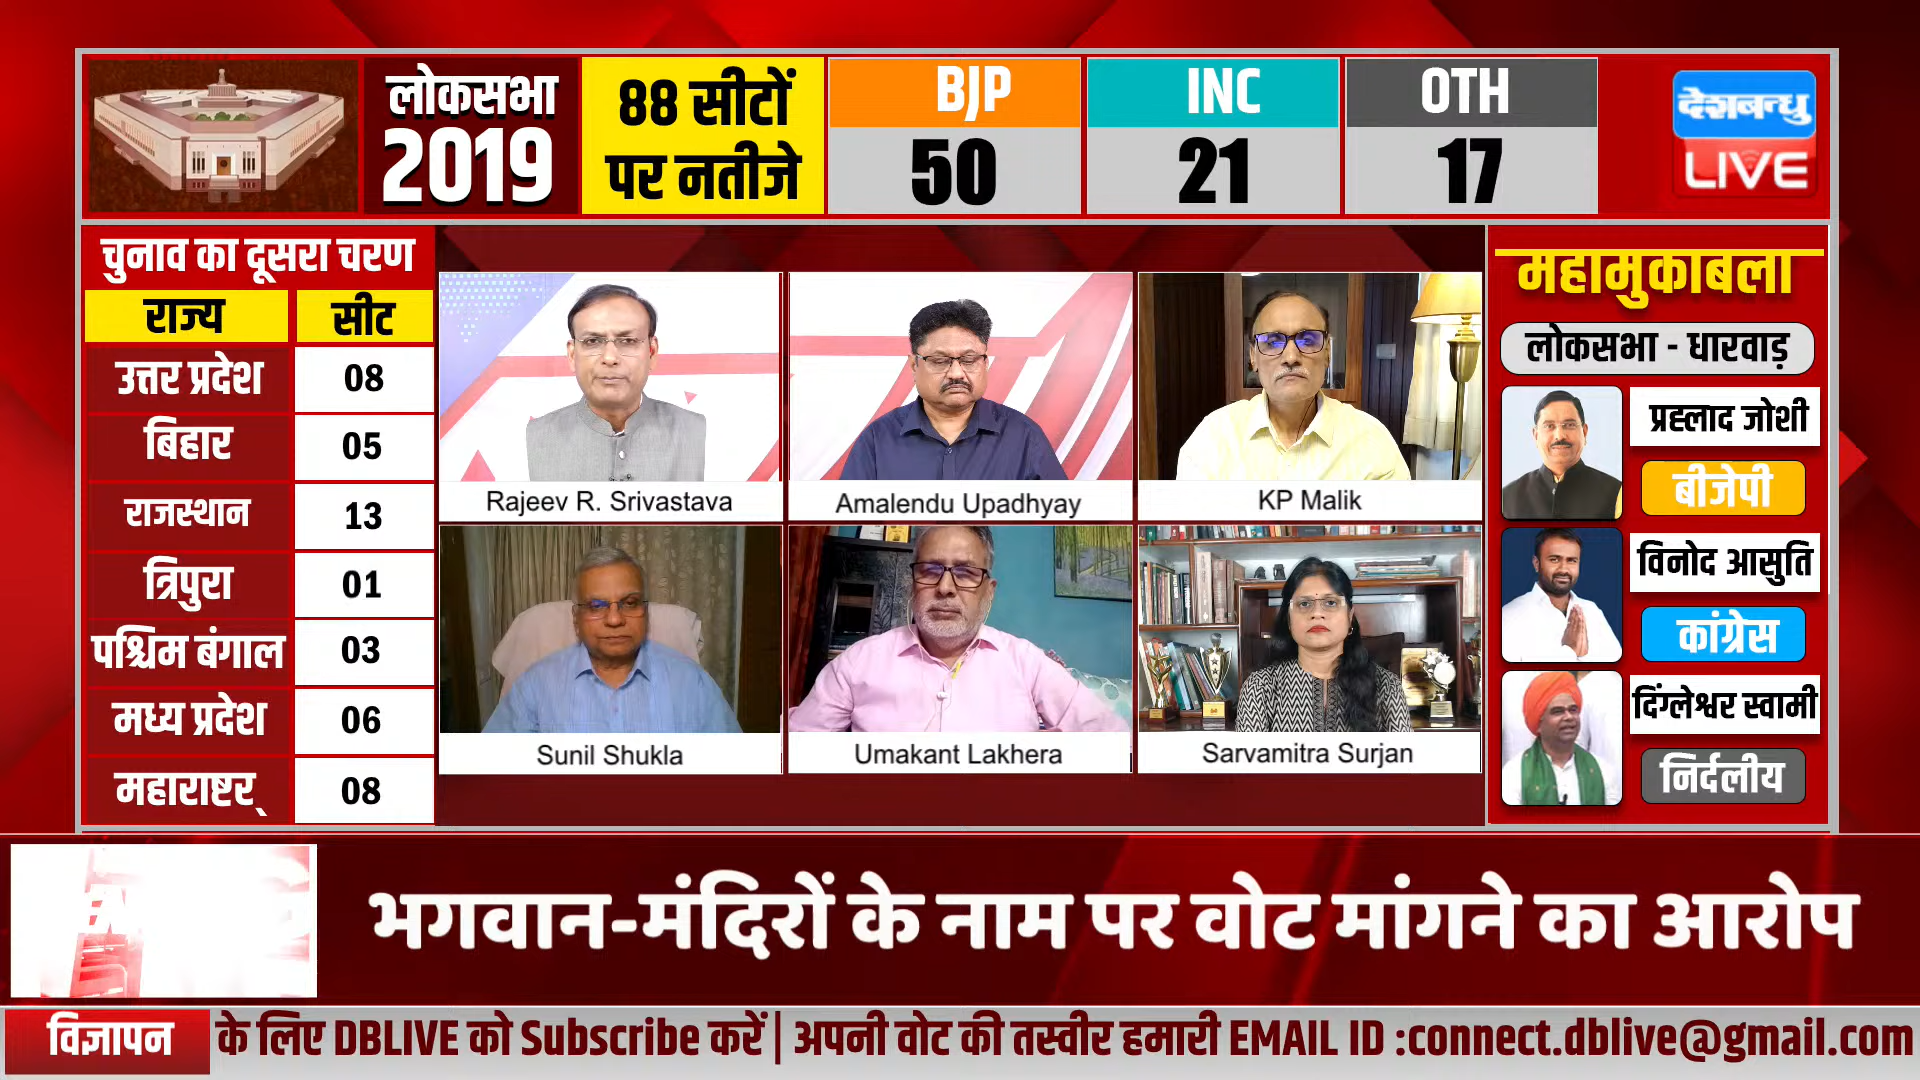 लोकसभा
2019
88 सीटों
पर नतीजे
BJP
50
INC
21
OTH
17
देशबन्धु
LIVE
चुनाव का दूसरा चरण
राज्य सीट
उत्तर प्रदेश 08
बिहार 05
राजस्थान 13
त्रिपुरा 01
पश्चिम बंगाल 03
मध्य प्रदेश 06
महाराष्टर् 08
Rajeev R. Srivastava
Amalendu Upadhyay
KP Malik
Sunil Shukla
Umakant Lakhera
Sarvamitra Surjan
महामुकाबला
लोकसभा - धारवाड़
प्रह्लाद जोशी
बीजेपी
विनोद आसुति
कांग्रेस
दिंग्लेश्वर स्वामी
निर्दलीय
भगवान-मंदिरों के नाम पर वोट मांगने का आरोप
विज्ञापन के लिए DBLIVE को Subscribe करें | अपनी वोट की तस्वीर हमारी EMAIL ID :connect.dblive@gmail.com